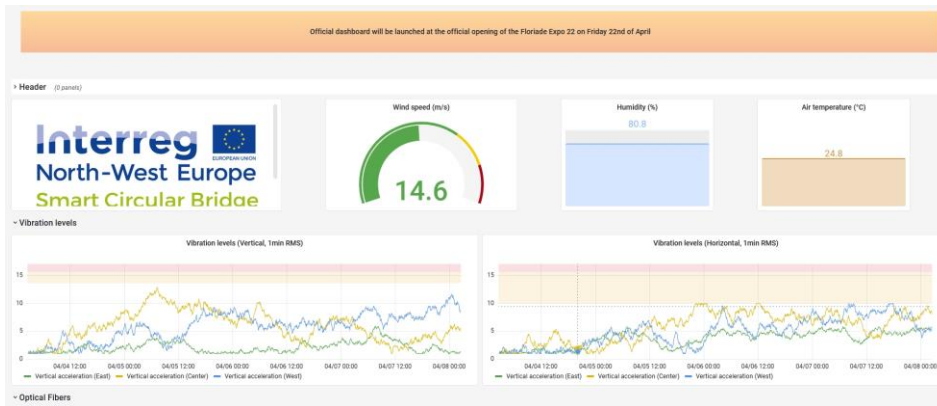 Official dashboard will be launched at the official opening of the Floriade Expo 22 on Friday 22nd of April
Header (0 panels)
Interreg
EUROPEAN UNION
North-West Europe
Smart Circular Bridge
Wind speed (m/s)
14.6
Humidity (%)
80.8
Air temperature (°C)
24.8
Vibration levels
Vibration levels (Vertical, 1min RMS)
15
10
5
0
04/04 12:00 04/05 00:00 04/05 12:00 04/06 00:00 04/06 12:00 04/07 00:00 04/07 12:00 04/08 00:00
Vertical acceleration (East) Vertical acceleration (Center) Vertical acceleration (West)
Vibration levels (Horizontal, 1min RMS)
15
10
5
0
04/04 12:00 04/05 00:00 04/05 12:00 04/06 00:00 04/06 12:00 04/07 00:00 04/07 12:00 04/08 00:00
Vertical acceleration (East) Vertical acceleration (Center) Vertical acceleration (West)
Optical Fibers